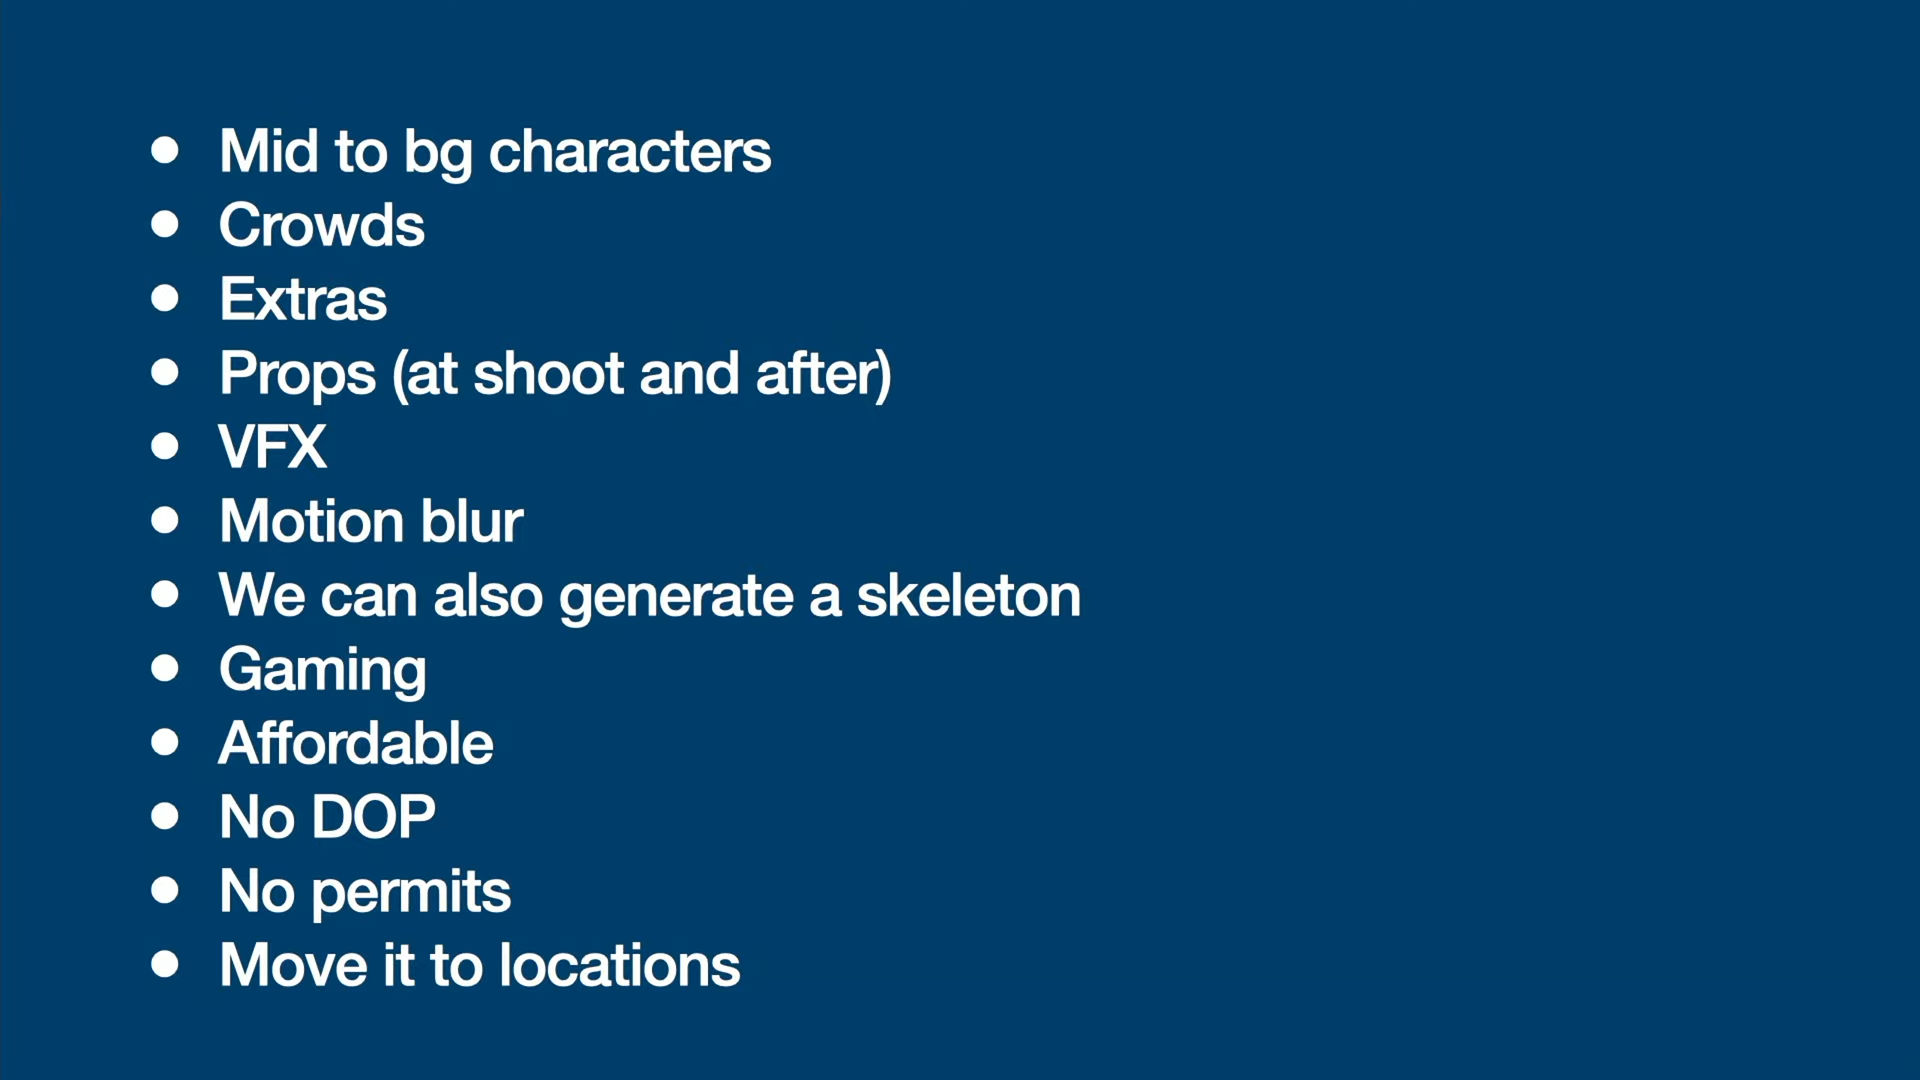 • Mid to bg characters
• Crowds
• Extras
• Props (at shoot and after)
• VFX
• Motion blur
• We can also generate a skeleton
• Gaming
• Affordable
• No DOP
• No permits
• Move it to locations